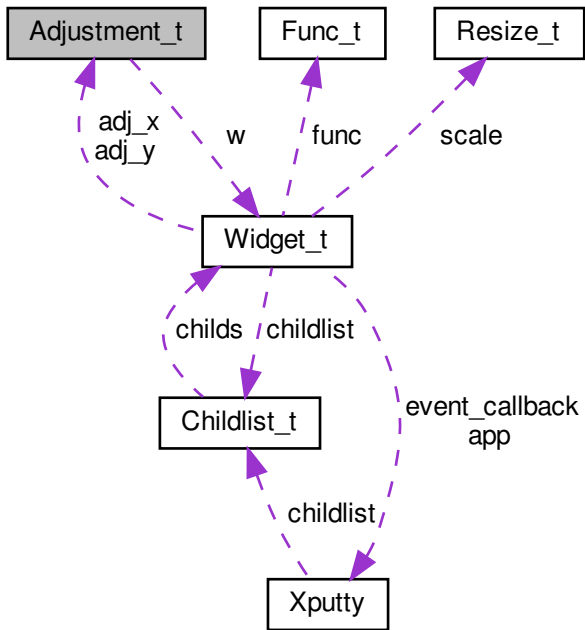 Adjustment_t
Func_t
Resize_t
adj_x
adj_y
w
func
scale
Widget_t
childs
childlist
event_callback
app
Childlist_t
childlist
Xputty